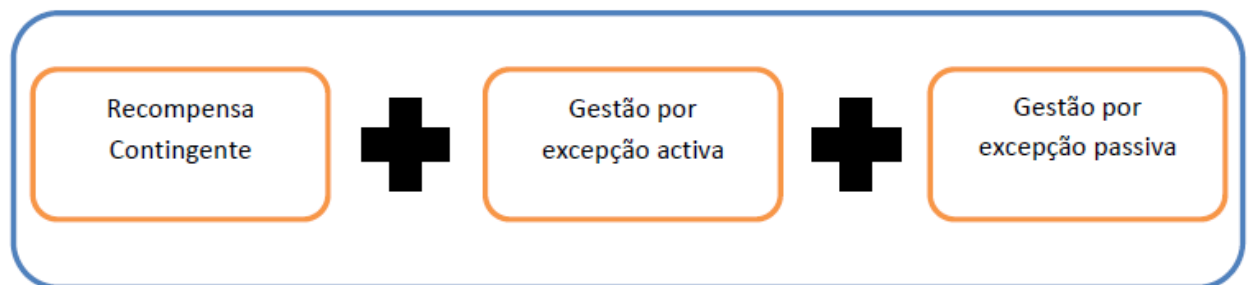 Recompensa
Contingente
Gestão por
excepção activa
Gestão por
excepção passiva